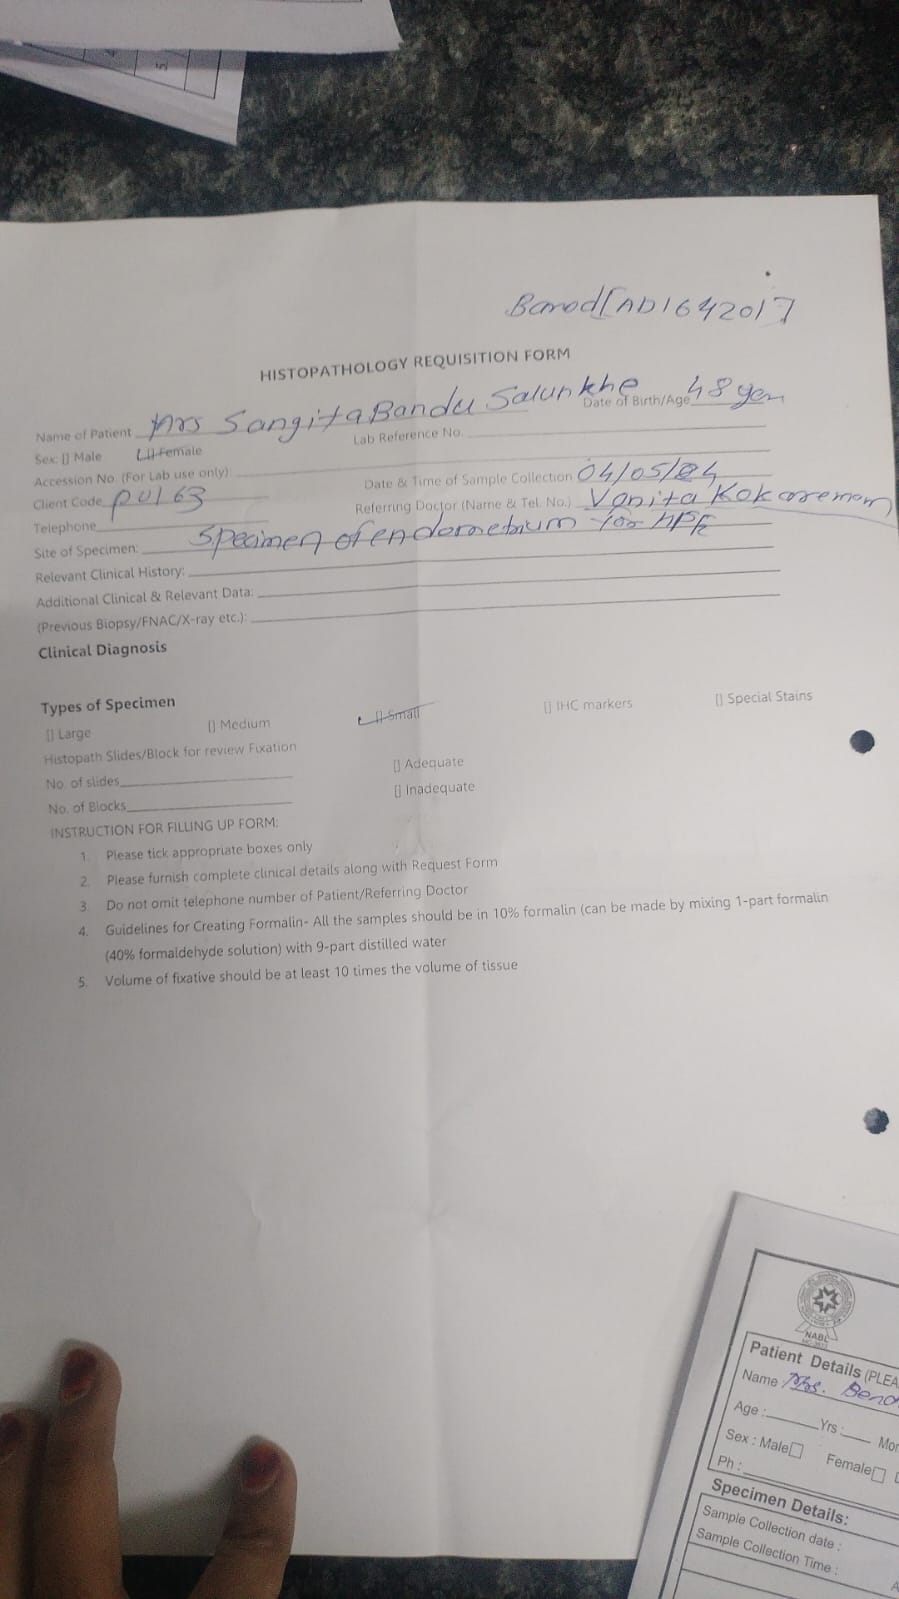 5.
Barcod[AD164201]
HISTOPATHOLOGY REQUISITION FORM
Name of Patient Mrs Sangita Bandu Salunkhe Date of Birth/Age 48 yer
Sex: [] Male [] Female Lab Reference No.
Accession No. (For Lab use only):
Client Code PU163 Date & Time of Sample Collection 04/05/24
Telephone Referring Doctor (Name & Tel. No.) Vanita Kokare mam
Site of Specimen: Specimen of endometrium for HPE
Relevant Clinical History:
Additional Clinical & Relevant Data:
(Previous Biopsy/FNAC/X-ray etc.):
Clinical Diagnosis
Types of Specimen
[] Large [] Medium [] Small [] IHC markers [] Special Stains
Histopath Slides/Block for review Fixation
No. of slides [] Adequate
No. of Blocks [] Inadequate
INSTRUCTION FOR FILLING UP FORM:
1. Please tick appropriate boxes only
2. Please furnish complete clinical details along with Request Form
3. Do not omit telephone number of Patient/Referring Doctor
4. Guidelines for Creating Formalin- All the samples should be in 10% formalin (can be made by mixing 1-part formalin
(40% formaldehyde solution) with 9-part distilled water
5. Volume of fixative should be at least 10 times the volume of tissue
NABL
Patient Details (PLEA
Name Mrs.
Age : Yrs : Mor
Sex : Male Female
Ph :
Specimen Details:
Sample Collection date :
Sample Collection Time :
A